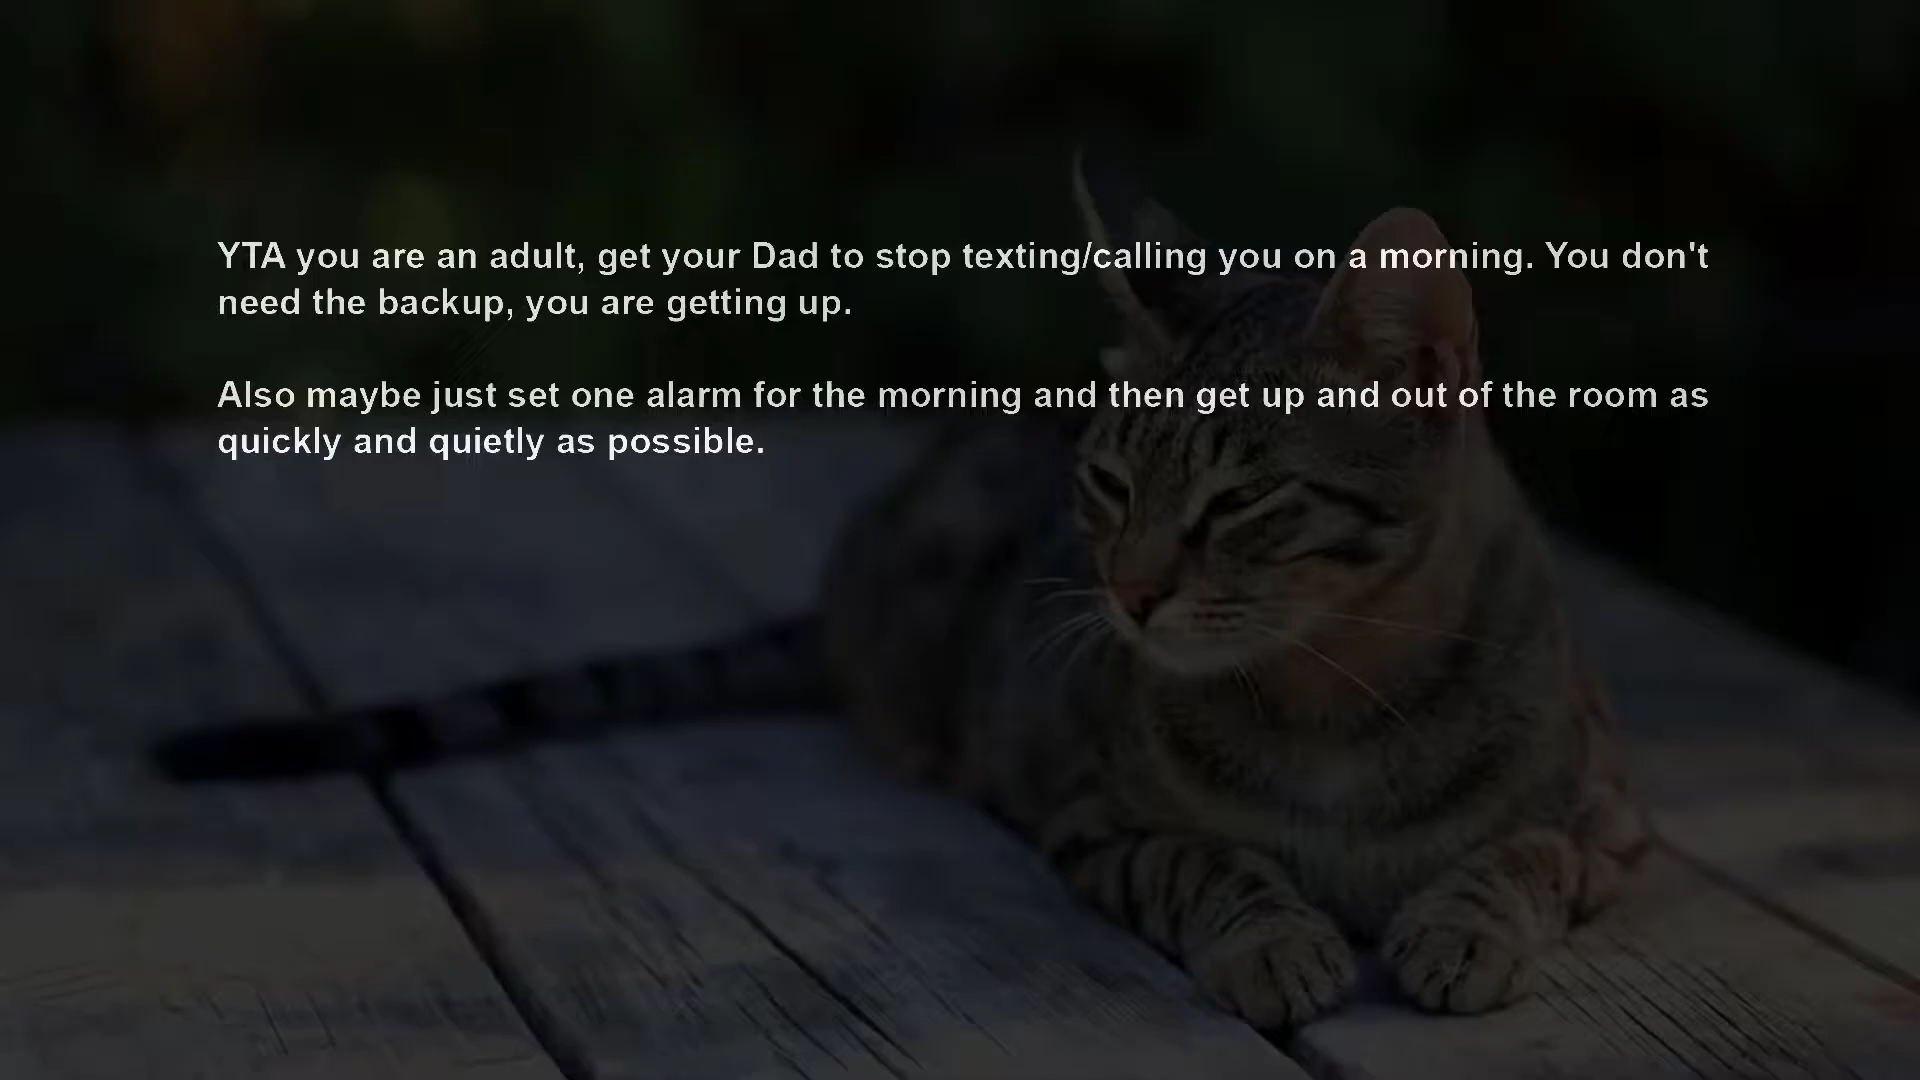 YTA you are an adult, get your Dad to stop texting/calling you on a morning. You don't
need the backup, you are getting up.
Also maybe just set one alarm for the morning and then get up and out of the room as
quickly and quietly as possible.